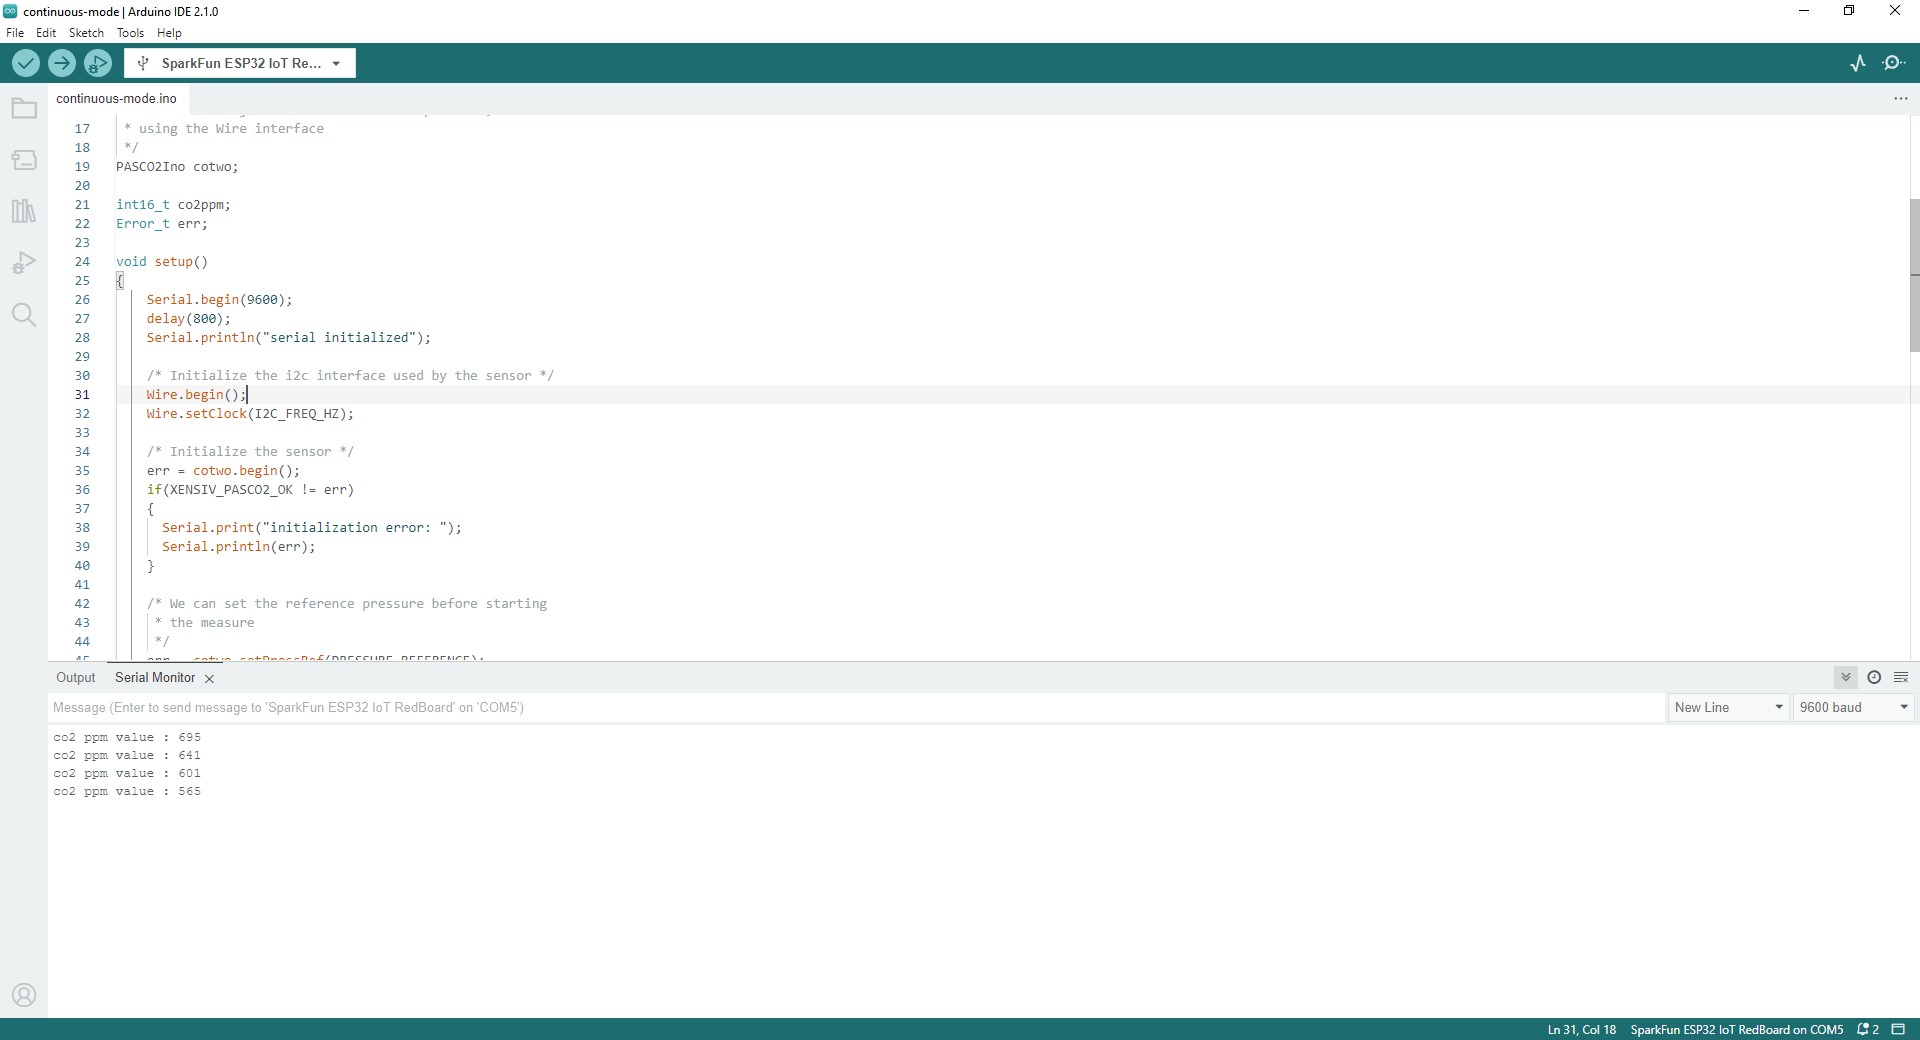 continuous-mode | Arduino IDE 2.1.0
File Edit Sketch Tools Help
SparkFun ESP32 IoT Re...
continuous-mode.ino
17 * using the Wire interface
18 */
19 PASCO2Ino cotwo;
20
21 int16_t co2ppm;
22 Error_t err;
23
24 void setup()
25 {
26 Serial.begin(9600);
27 delay(800);
28 Serial.println("serial initialized");
29
30 /* Initialize the i2c interface used by the sensor */
31 Wire.begin();
32 Wire.setClock(I2C_FREQ_HZ);
33
34 /* Initialize the sensor */
35 err = cotwo.begin();
36 if(XENSIV_PASCO2_OK != err)
37 {
38 Serial.print("initialization error: ");
39 Serial.println(err);
40 }
41
42 /* We can set the reference pressure before starting
43 * the measure
44 */
45 err = cotwo.setPressRef(PRESSURE_REFERENCE);
Output Serial Monitor
Message (Enter to send message to 'SparkFun ESP32 IoT RedBoard' on 'COM5')
New Line 9600 baud
co2 ppm value : 695
co2 ppm value : 641
co2 ppm value : 601
co2 ppm value : 565
Ln 31, Col 18 SparkFun ESP32 IoT RedBoard on COM5 2